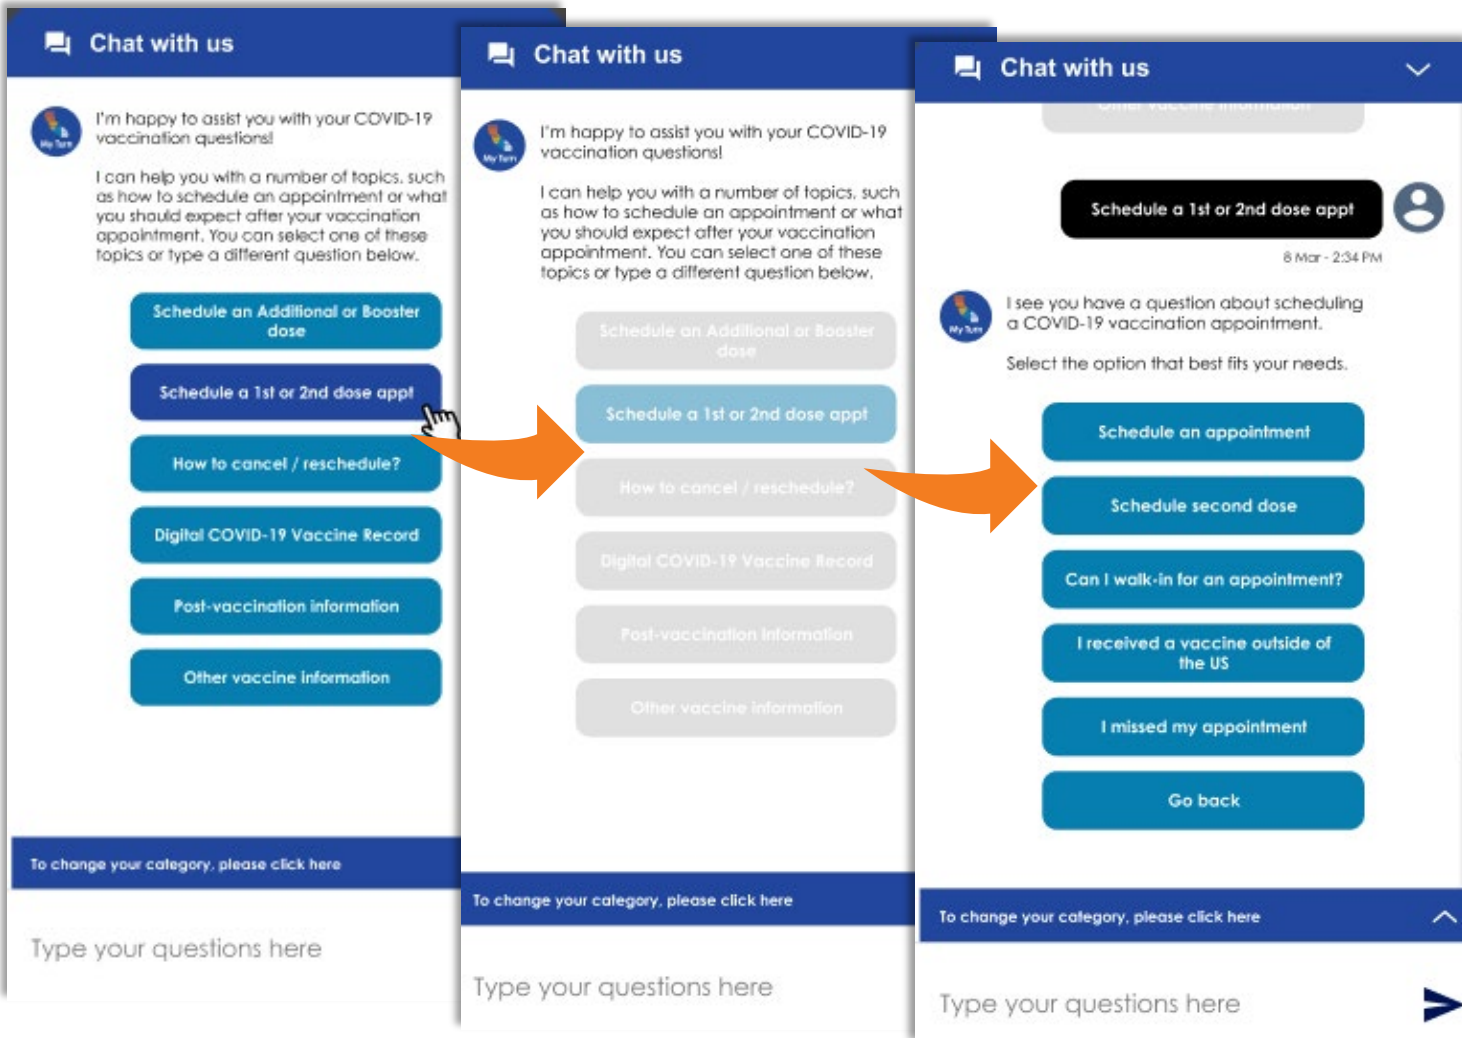 Chat with us
My Turn
I'm happy to assist you with your COVID-19
vaccination questions!
I can help you with a number of topics, such
as how to schedule an appointment or what
you should expect after your vaccination
appointment. You can select one of these
topics or type a different question below.
Schedule an Additional or Booster
dose
Schedule a 1st or 2nd dose appt
How to cancel / reschedule?
Digital COVID-19 Vaccine Record
Post-vaccination information
Other vaccine information
To change your category, please click here
Type your questions here
Chat with us
My Turn
I'm happy to assist you with your COVID-19
vaccination questions!
I can help you with a number of topics, such
as how to schedule an appointment or what
you should expect after your vaccination
appointment. You can select one of these
topics or type a different question below.
Schedule an Additional or Booster
dose
Schedule a 1st or 2nd dose appt
How to cancel / reschedule?
Digital COVID-19 Vaccine Record
Post-vaccination information
Other vaccine information
To change your category, please click here
Type your questions here
Chat with us
Other vaccine information
Schedule a 1st or 2nd dose appt
8 Mar - 2:34 PM
My Turn
I see you have a question about scheduling
a COVID-19 vaccination appointment.
Select the option that best fits your needs.
Schedule an appointment
Schedule second dose
Can I walk-in for an appointment?
I received a vaccine outside of
the US
I missed my appointment
Go back
To change your category, please click here
Type your questions here